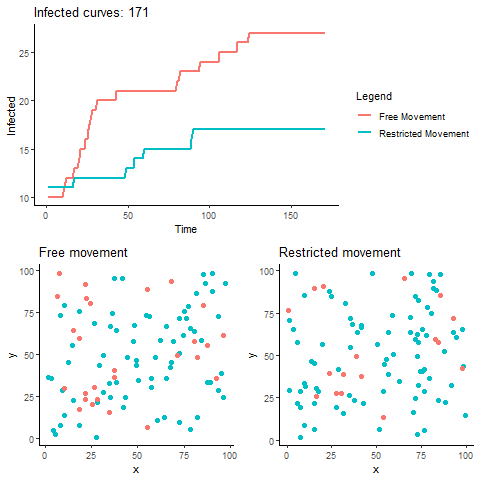 Infected curves: 171
Infected
25
20
15
10
0
50
100
150
Time
Legend
Free Movement
Restricted Movement
Free movement
y
100
75
50
25
0
0
25
50
75
100
x
Restricted movement
y
100
75
50
25
0
0
25
50
75
100
x